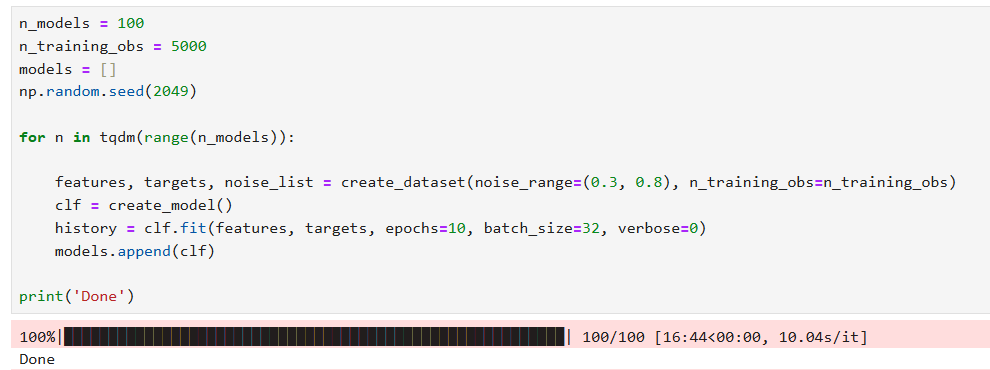 n_models = 100
n_training_obs = 5000
models = []
np.random.seed(2049)
for n in tqdm(range(n_models)):
    features, targets, noise_list = create_dataset(noise_range=(0.3, 0.8), n_training_obs=n_training_obs)
    clf = create_model()
    history = clf.fit(features, targets, epochs=10, batch_size=32, verbose=0)
    models.append(clf)
print('Done')
100%|██████████████████████████████████████████████████| 100/100 [16:44<00:00, 10.04s/it]
Done